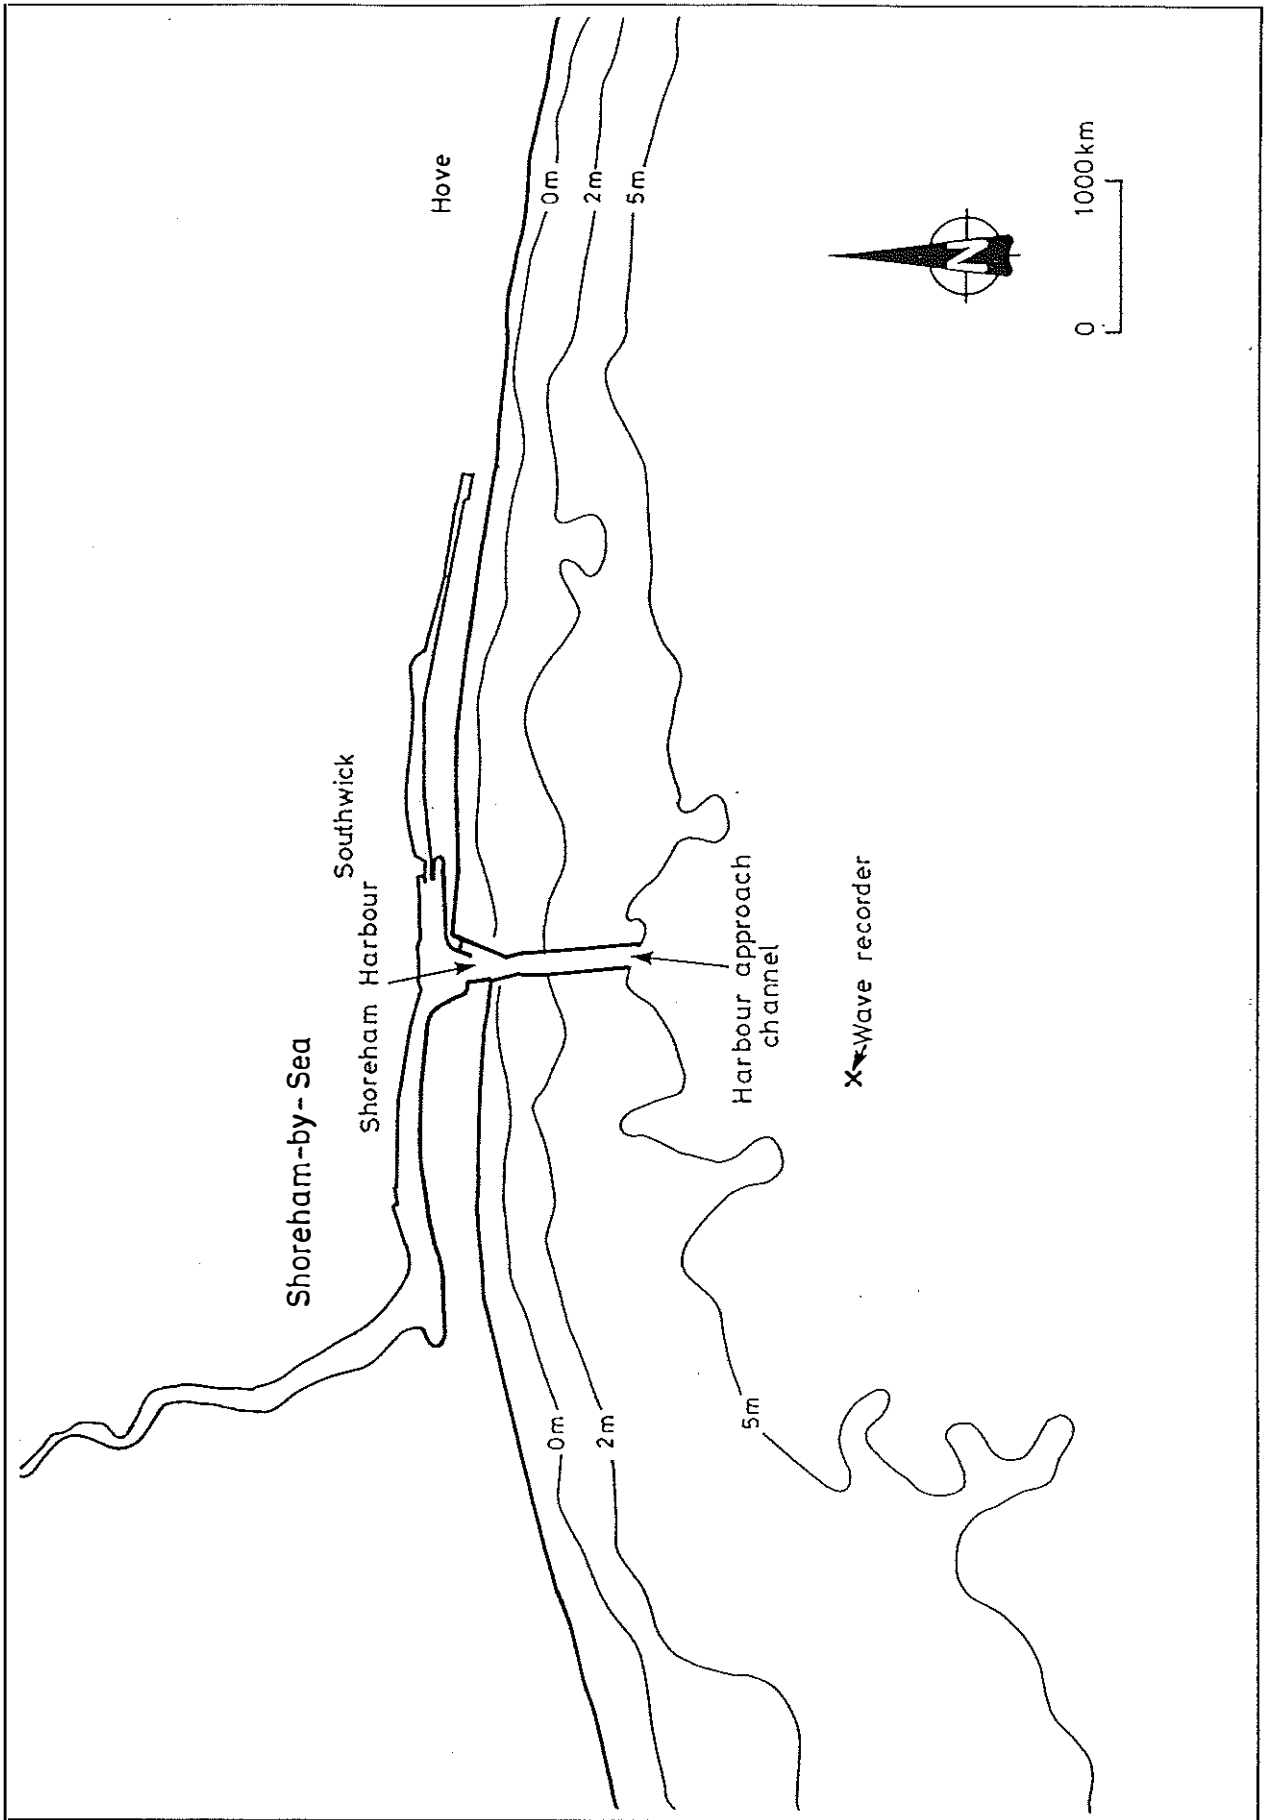 Shoreham-by-Sea
Shoreham Harbour
Southwick
Hove
0m
2m
5m
0m
2m
5m
Harbour approach
channel
X Wave recorder
N
0 1000km